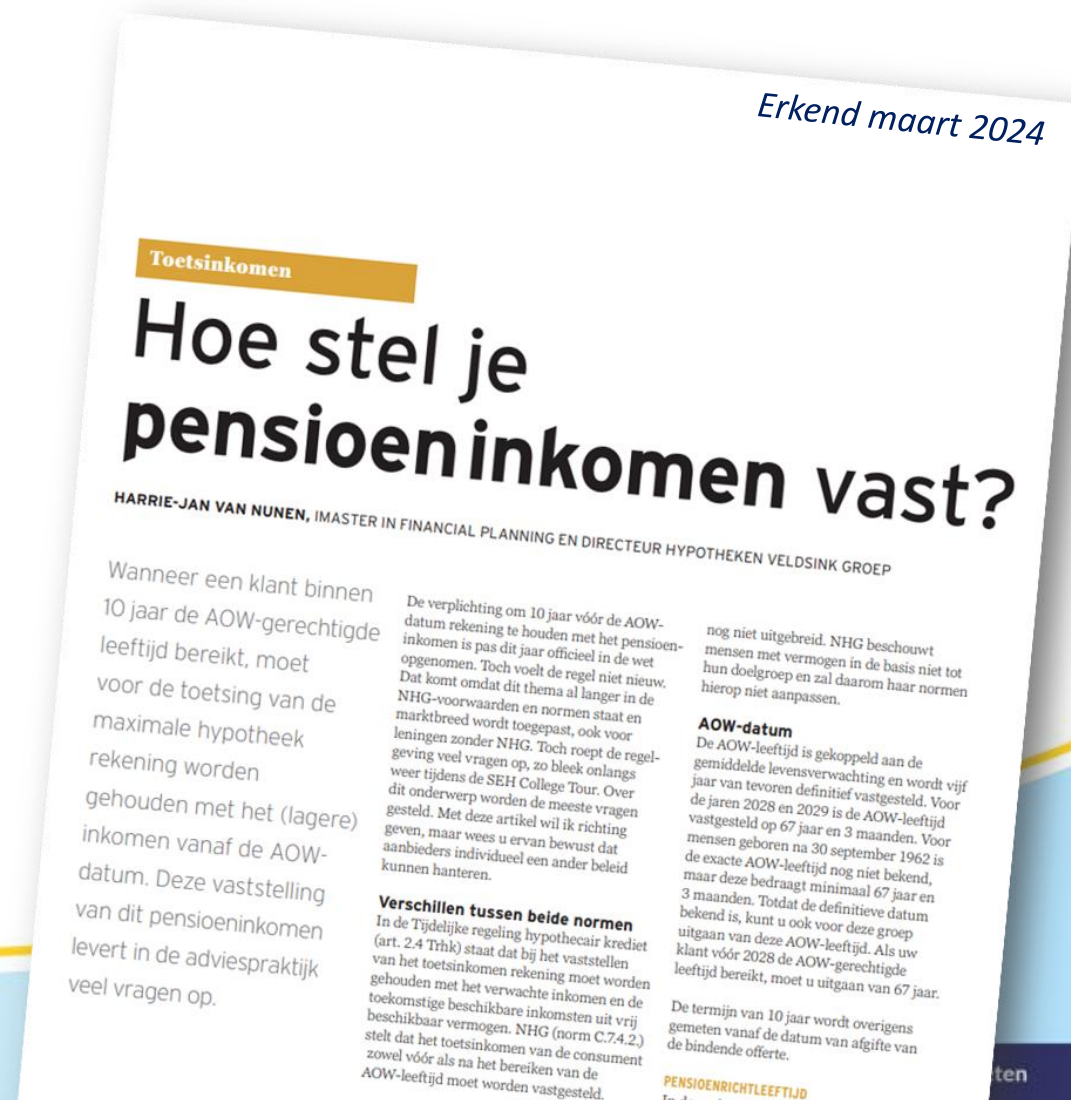 Erkend maart 2024
Toetsinkomen
Hoe stel je
pensioeninkomen vast?
HARRIE-JAN VAN NUNEN, IMASTER IN FINANCIAL PLANNING EN DIRECTEUR HYPOTHEKEN VELDSINK GROEP
Wanneer een klant binnen
10 jaar de AOW-gerechtigde
leeftijd bereikt, moet
voor de toetsing van de
maximale hypotheek
rekening worden
gehouden met het (lagere)
inkomen vanaf de AOW-
datum. Deze vaststelling
van dit pensioeninkomen
levert in de adviespraktijk
veel vragen op.
De verplichting om 10 jaar vóór de AOW-
datum rekening te houden met het pensioen-
inkomen is pas dit jaar officieel in de wet
opgenomen. Toch voelt de regel niet nieuw.
Dat komt omdat dit thema al langer in de
NHG-voorwaarden en normen staat en
marktbreed wordt toegepast, ook voor
leningen zonder NHG. Toch roept de regel-
geving veel vragen op, zo bleek onlangs
weer tijdens de SEH College Tour. Over
dit onderwerp worden de meeste vragen
gesteld. Met deze artikel wil ik richting
geven, maar wees u ervan bewust dat
aanbieders individueel een ander beleid
kunnen hanteren.
Verschillen tussen beide normen
In de Tijdelijke regeling hypothecair krediet
(art. 2.4 Trhk) staat dat bij het vaststellen
van het toetsinkomen rekening moet worden
gehouden met het verwachte inkomen en de
toekomstige beschikbare inkomsten uit vrij
beschikbaar vermogen. NHG (norm C.7.4.2.)
stelt dat het toetsinkomen van de consument
zowel vóór als na het bereiken van de
AOW-leeftijd moet worden vastgesteld.
nog niet uitgebreid. NHG beschouwt
mensen met vermogen in de basis niet tot
hun doelgroep en zal daarom haar normen
hierop niet aanpassen.
AOW-datum
De AOW-leeftijd is gekoppeld aan de
gemiddelde levensverwachting en wordt vijf
jaar van tevoren definitief vastgesteld. Voor
de jaren 2028 en 2029 is de AOW-leeftijd
vastgesteld op 67 jaar en 3 maanden. Voor
mensen geboren na 30 september 1962 is
de exacte AOW-leeftijd nog niet bekend,
maar deze bedraagt minimaal 67 jaar en
3 maanden. Totdat de definitieve datum
bekend is, kunt u ook voor deze groep
uitgaan van deze AOW-leeftijd. Als uw
klant vóór 2028 de AOW-gerechtigde
leeftijd bereikt, moet u uitgaan van 67 jaar.
De termijn van 10 jaar wordt overigens
gemeten vanaf de datum van afgifte van
de bindende offerte.
PENSIOENRICHTLEEFTIJD
ten